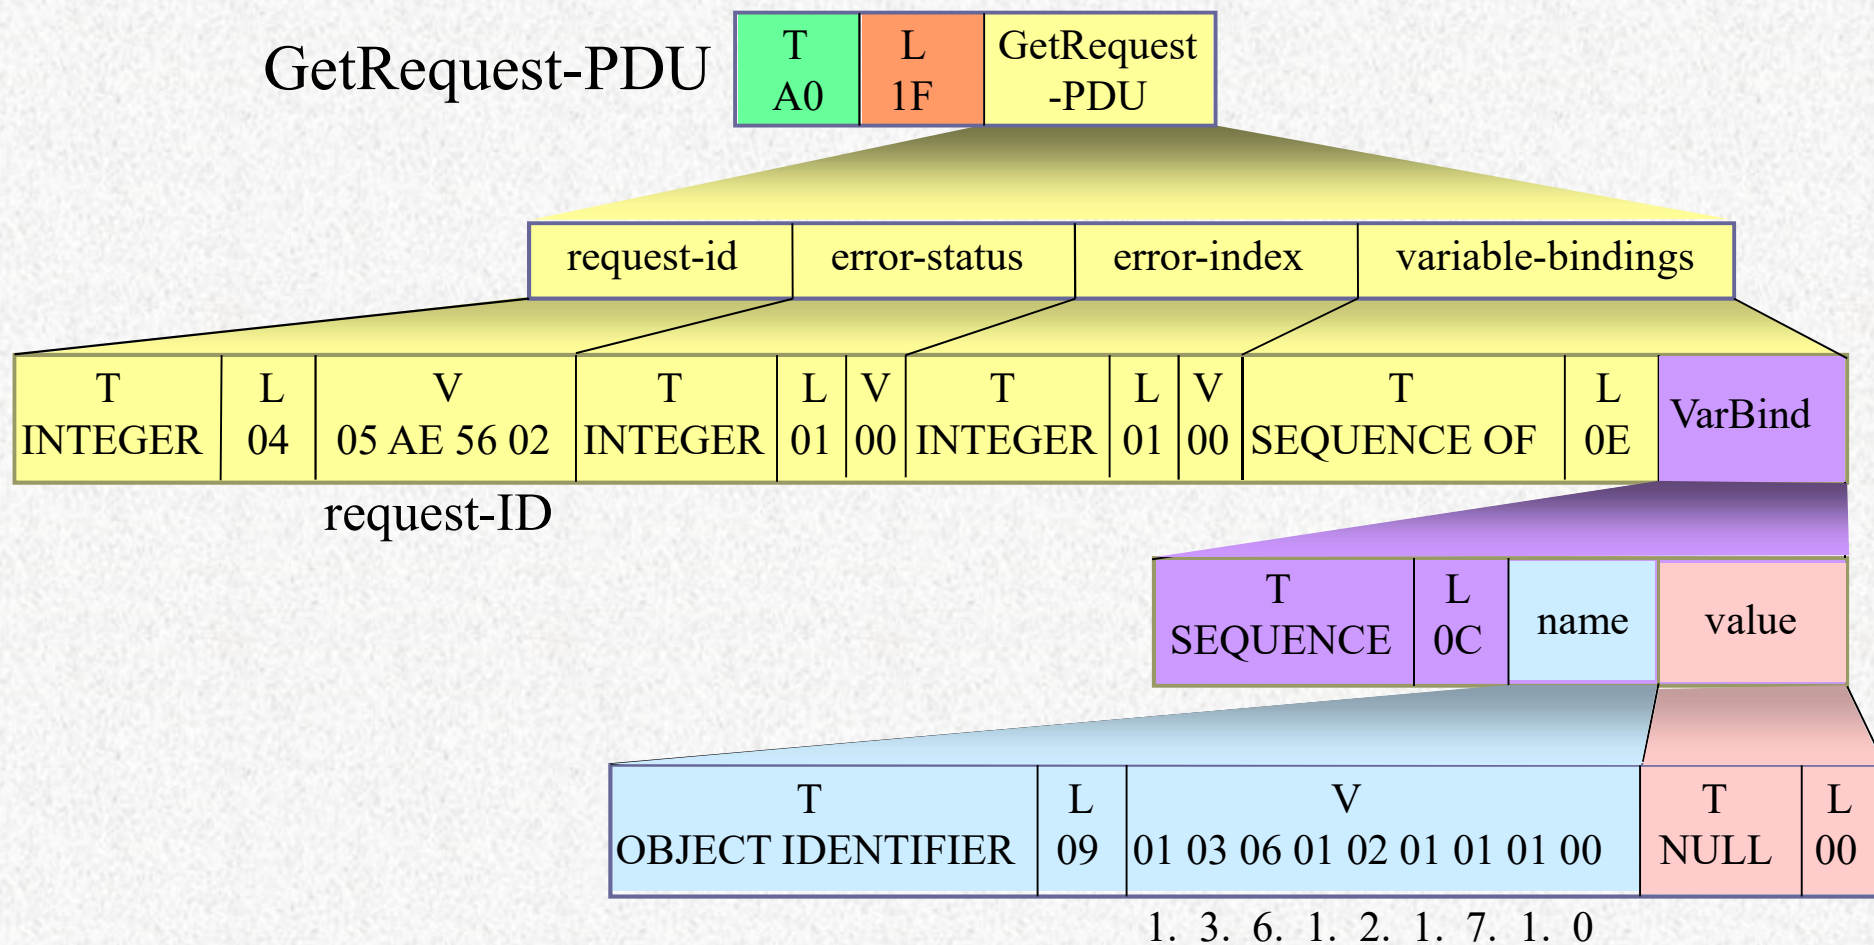 GetRequest-PDU
T
A0
L
1F
GetRequest
-PDU
request-id
error-status
error-index
variable-bindings
T
INTEGER
L
04
V
05 AE 56 02
T
INTEGER
L
01
V
00
T
INTEGER
L
01
V
00
T
SEQUENCE OF
L
0E
VarBind
request-ID
T
SEQUENCE
L
0C
name
value
T
OBJECT IDENTIFIER
L
09
V
01 03 06 01 02 01 01 01 00
T
NULL
L
00
1. 3. 6. 1. 2. 1. 7. 1. 0